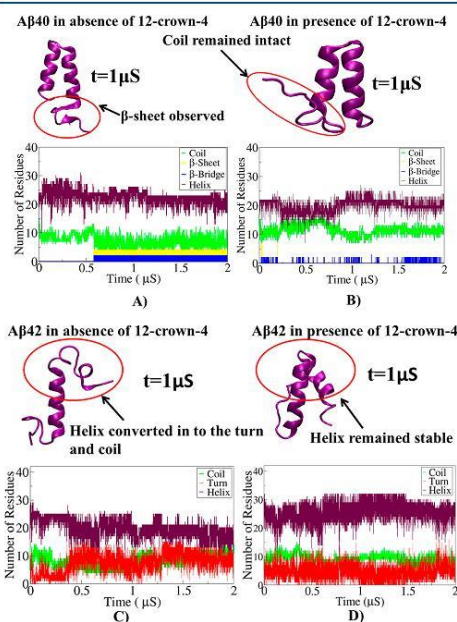 Aβ40 in absence of 12-crown-4
Aβ40 in presence of 12-crown-4
Coil remained intact
t=1μS
t=1μS
β-sheet observed
Number of Residues
40
30
20
10
0
Coil
β-Sheet
β-Bridge
Helix
0 0.5 1 1.5 2
Time ( μS)
A)
Number of Residues
40
30
20
10
0
Coil
β-Sheet
β-Bridge
Helix
0 0.5 1 1.5 2
Time ( μS)
B)
Aβ42 in absence of 12-crown-4
Aβ42 in presence of 12-crown-4
t=1μS
t=1μS
Helix converted in to the turn
and coil
Helix remained stable
Number of Residues
40
30
20
10
0
Coil
Turn
Helix
0 0.5 1 1.5 2
Time ( μS)
C)
Number of Residues
40
30
20
10
0
Coil
Turn
Helix
0 0.5 1 1.5 2
Time ( μS)
D)